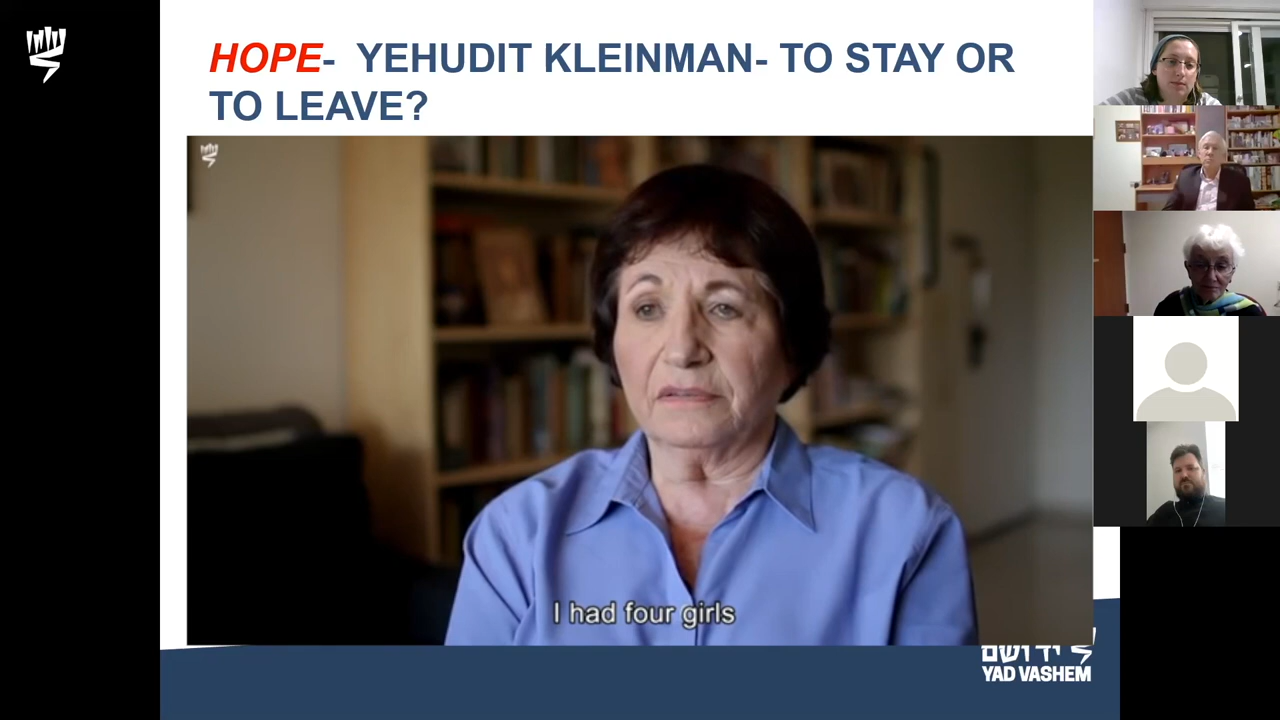 HOPE- YEHUDIT KLEINMAN- TO STAY OR
TO LEAVE?
I had four girls
יד ושם
YAD VASHEM